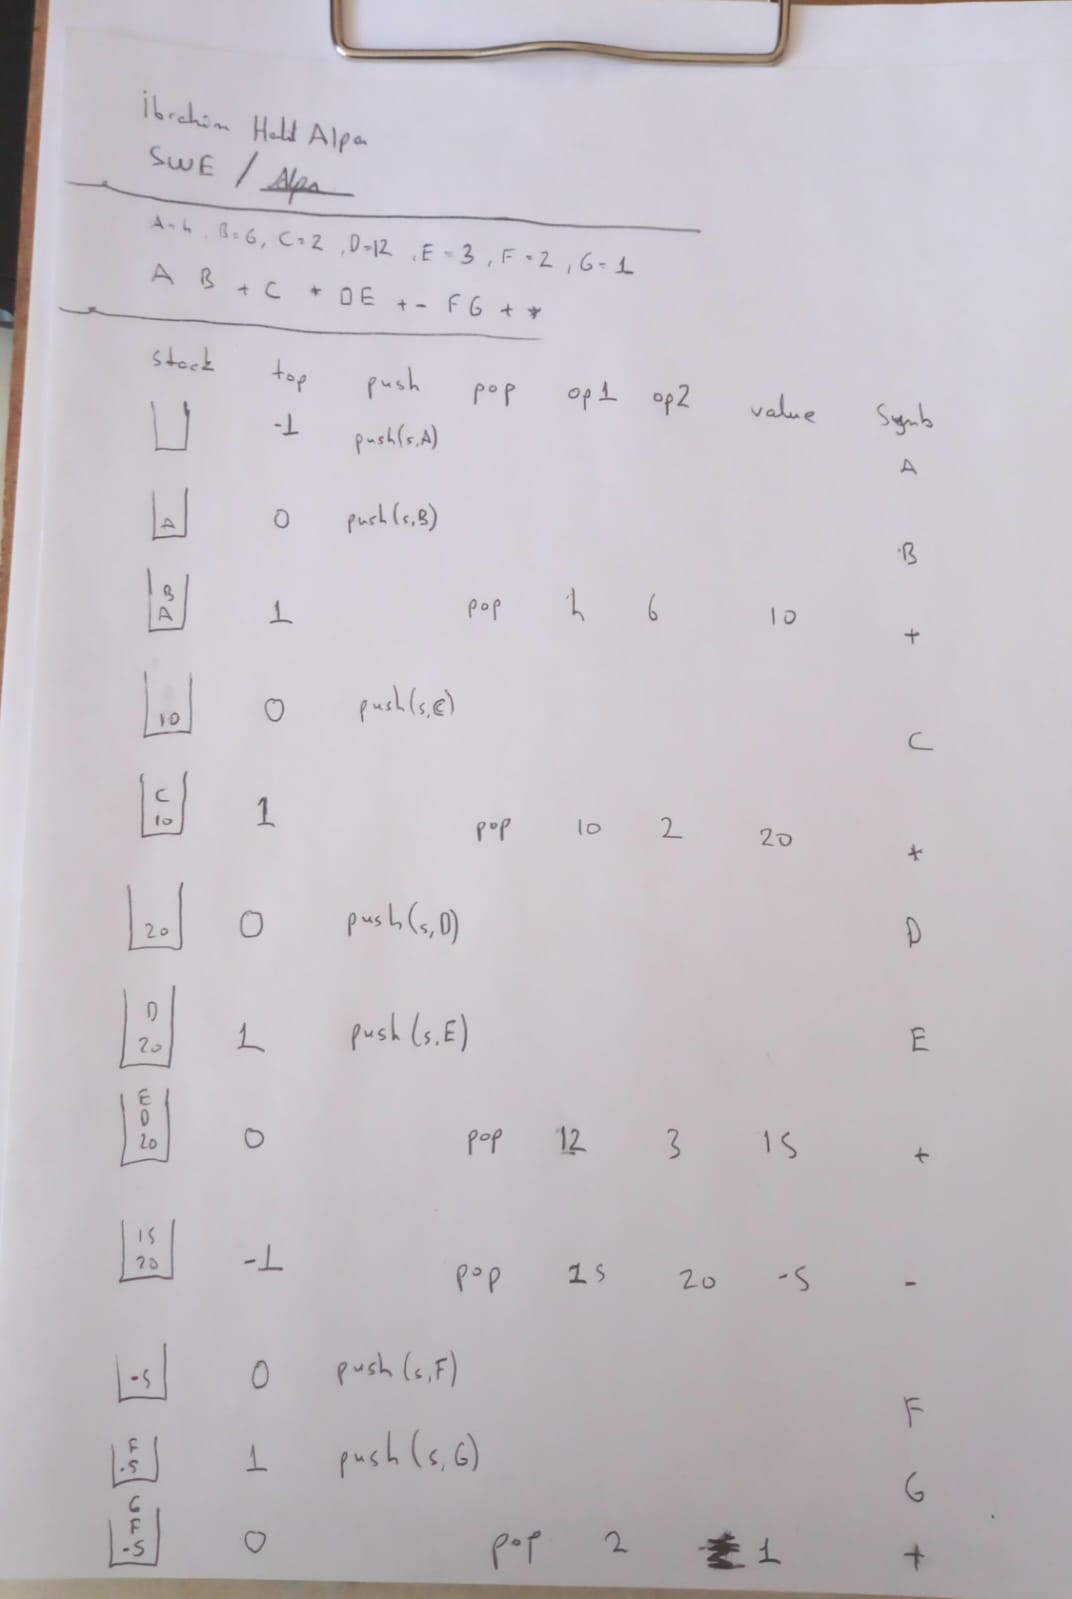 ibrahim Halil Alpa
SWE / Alpa
A=4, B=6, C=2, D=12, E=3, F=2, G=1
A B + C * D E + - F G + *
stack top push pop op1 op2 value Symb
-1 push(s,A) A
A 0 push(s,B) B
B
A 1 pop 4 6 10 +
10 0 push(s,C) C
C
10 1 pop 10 2 20 *
20 0 push(s,D) D
D
20 1 push(s,E) E
E
D
20 0 pop 12 3 15 +
15
20 -1 pop 15 20 -5 -
-5 0 push(s,F) F
F
-5 1 push(s,G) G
G
F
-5 0 pop 2 1 +